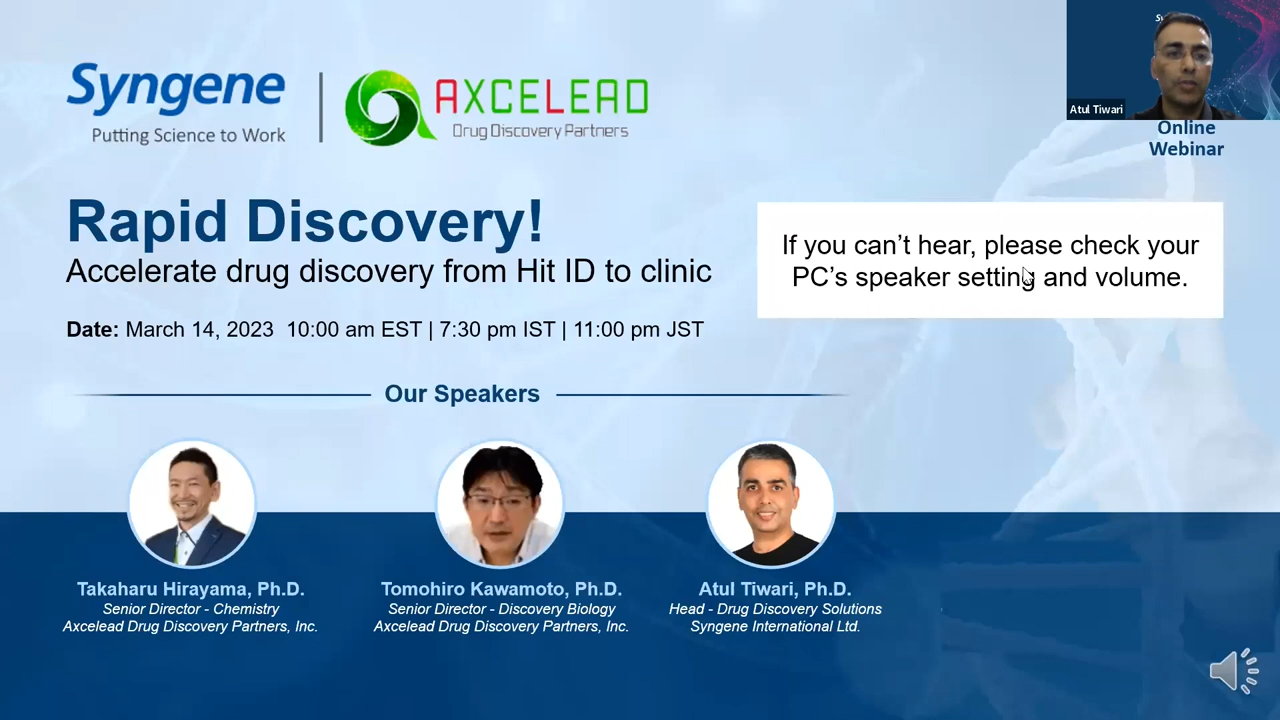 Syngene
Putting Science to Work
AXCELEAD
Drug Discovery Partners
Atul Tiwari
Online
Webinar
Rapid Discovery!
Accelerate drug discovery from Hit ID to clinic
If you can’t hear, please check your
PC’s speaker setting and volume.
Date: March 14, 2023 10:00 am EST | 7:30 pm IST | 11:00 pm JST
Our Speakers
Takaharu Hirayama, Ph.D.
Senior Director - Chemistry
Axcelead Drug Discovery Partners, Inc.
Tomohiro Kawamoto, Ph.D.
Senior Director - Discovery Biology
Axcelead Drug Discovery Partners, Inc.
Atul Tiwari, Ph.D.
Head - Drug Discovery Solutions
Syngene International Ltd.